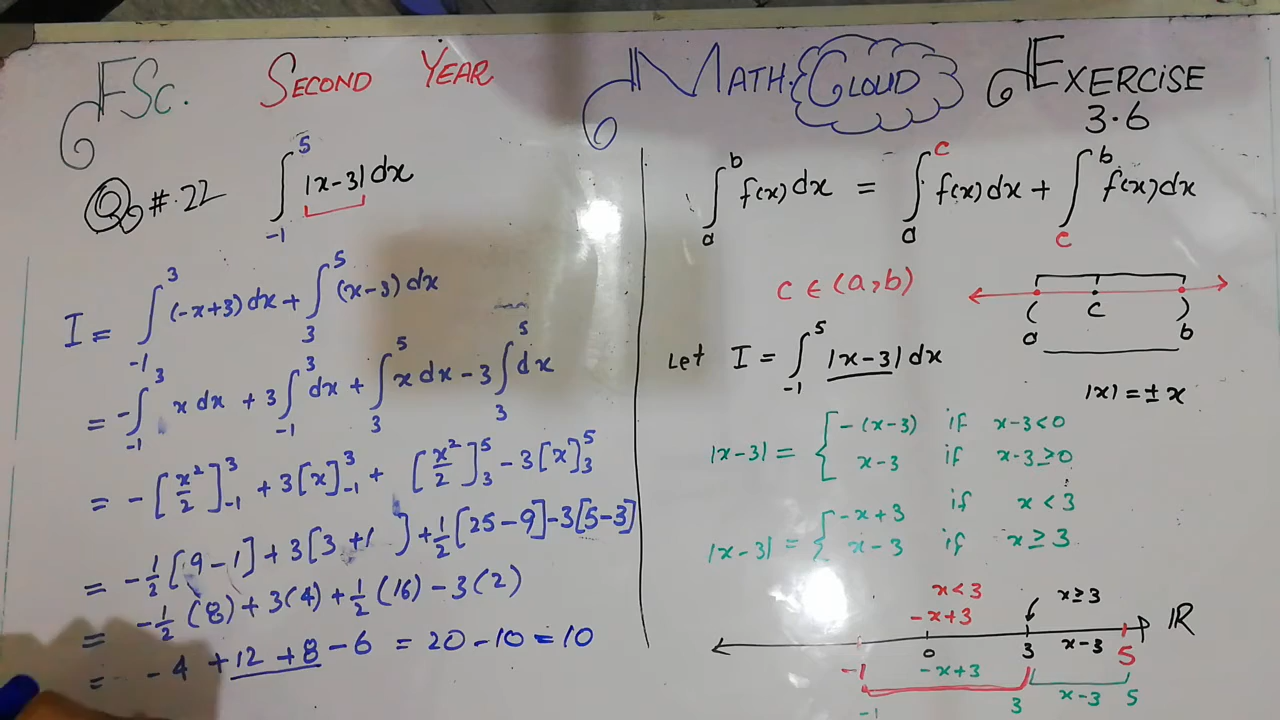 FSc. SECOND YEAR MATH. CLOUD EXERCISE 3.6
Q#.22 ∫_{-1}^{5} |x-3| dx
I = ∫_{-1}^{3} (-x+3) dx + ∫_{3}^{5} (x-3) dx
= -∫_{-1}^{3} x dx + 3∫_{-1}^{3} dx + ∫_{3}^{5} x dx - 3∫_{3}^{5} dx
= -[x²/2]_{-1}^{3} + 3[x]_{-1}^{3} + [x²/2]_{3}^{5} - 3[x]_{3}^{5}
= -1/2[9-1] + 3[3+1] + 1/2[25-9] - 3[5-3]
= -1/2(8) + 3(4) + 1/2(16) - 3(2)
= -4 + 12 + 8 - 6 = 20 - 10 = 10
∫_{a}^{b} f(x) dx = ∫_{a}^{c} f(x) dx + ∫_{c}^{b} f(x) dx
c ∈ (a,b)
( c )
a b
Let I = ∫_{-1}^{5} |x-3| dx
|x| = ± x
|x-3| = { -(x-3) if x-3<0
x-3 if x-3≥0
|x-3| = { -x+3 if x<3
x-3 if x≥3
x<3 x≥3
-x+3 IR
-1 0 3 x-3 5
-x+3
-1 3 x-3 5